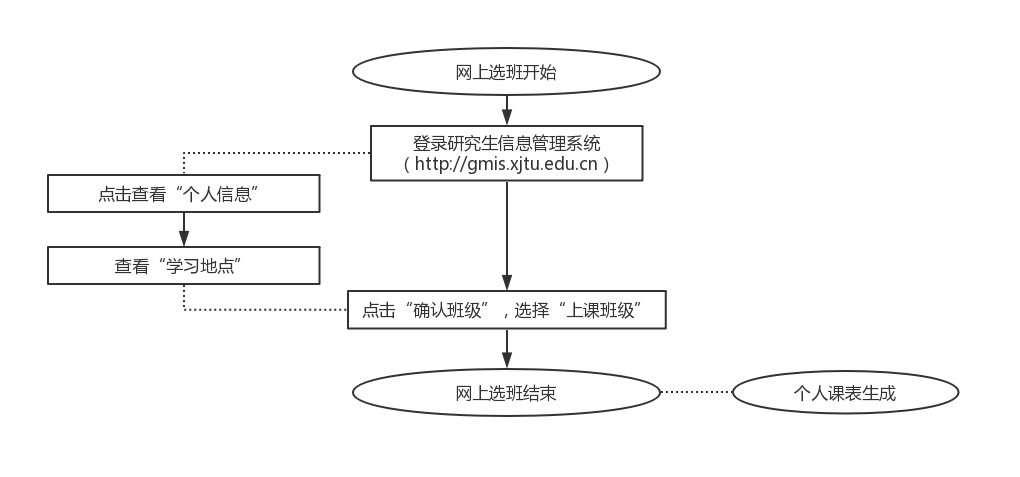 网上选班开始
登录研究生信息管理系统
（http://gmis.xjtu.edu.cn）
点击查看“个人信息”
查看“学习地点”
点击“确认班级”，选择“上课班级”
网上选班结束
个人课表生成